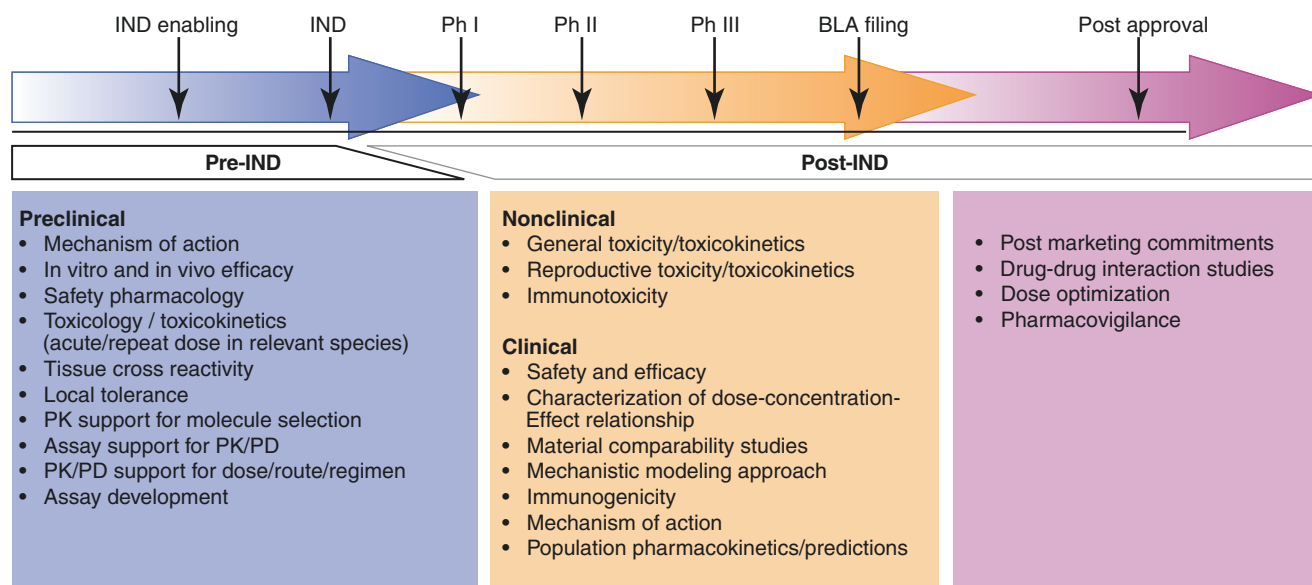 IND enabling
IND
Ph I
Ph II
Ph III
BLA filing
Post approval
Pre-IND
Post-IND
Preclinical
• Mechanism of action
• In vitro and in vivo efficacy
• Safety pharmacology
• Toxicology / toxicokinetics
(acute/repeat dose in relevant species)
• Tissue cross reactivity
• Local tolerance
• PK support for molecule selection
• Assay support for PK/PD
• PK/PD support for dose/route/regimen
• Assay development
Nonclinical
• General toxicity/toxicokinetics
• Reproductive toxicity/toxicokinetics
• Immunotoxicity
Clinical
• Safety and efficacy
• Characterization of dose-concentration-
Effect relationship
• Material comparability studies
• Mechanistic modeling approach
• Immunogenicity
• Mechanism of action
• Population pharmacokinetics/predictions
• Post marketing commitments
• Drug-drug interaction studies
• Dose optimization
• Pharmacovigilance